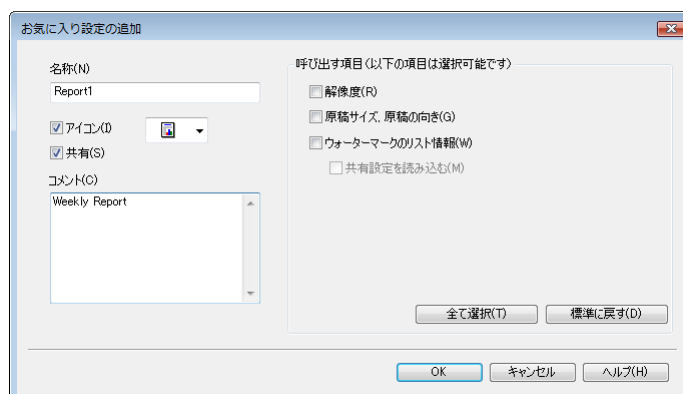 お気に入り設定の追加
名称(N)
Report1
アイコン(I)
共有(S)
コメント(C)
Weekly Report
呼び出す項目(以下の項目は選択可能です)
解像度(R)
原稿サイズ, 原稿の向き(G)
ウォーターマークのリスト情報(W)
共有設定を読み込む(M)
全て選択(T)
標準に戻す(D)
OK
キャンセル
ヘルプ(H)